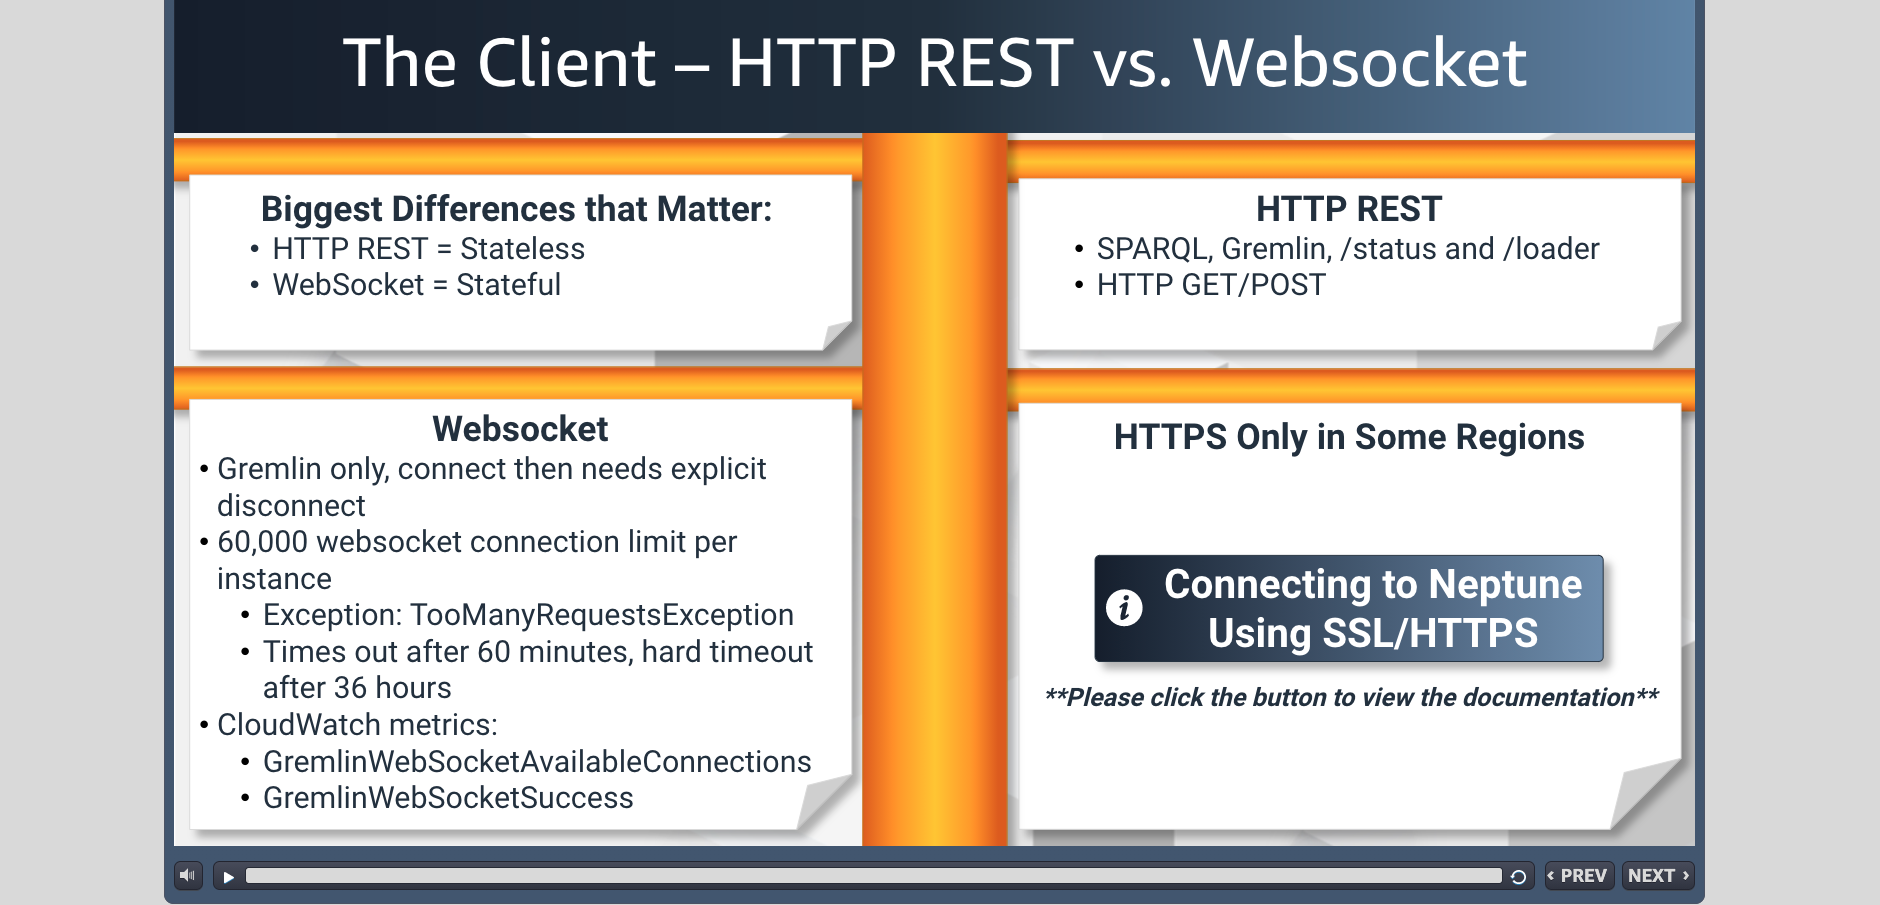 The Client – HTTP REST vs. Websocket
Biggest Differences that Matter:
• HTTP REST = Stateless
• WebSocket = Stateful
HTTP REST
• SPARQL, Gremlin, /status and /loader
• HTTP GET/POST
Websocket
• Gremlin only, connect then needs explicit
disconnect
• 60,000 websocket connection limit per
instance
• Exception: TooManyRequestsException
• Times out after 60 minutes, hard timeout
after 36 hours
• CloudWatch metrics:
• GremlinWebSocketAvailableConnections
• GremlinWebSocketSuccess
HTTPS Only in Some Regions
i
Connecting to Neptune
Using SSL/HTTPS
**Please click the button to view the documentation**
‹ PREV
NEXT ›